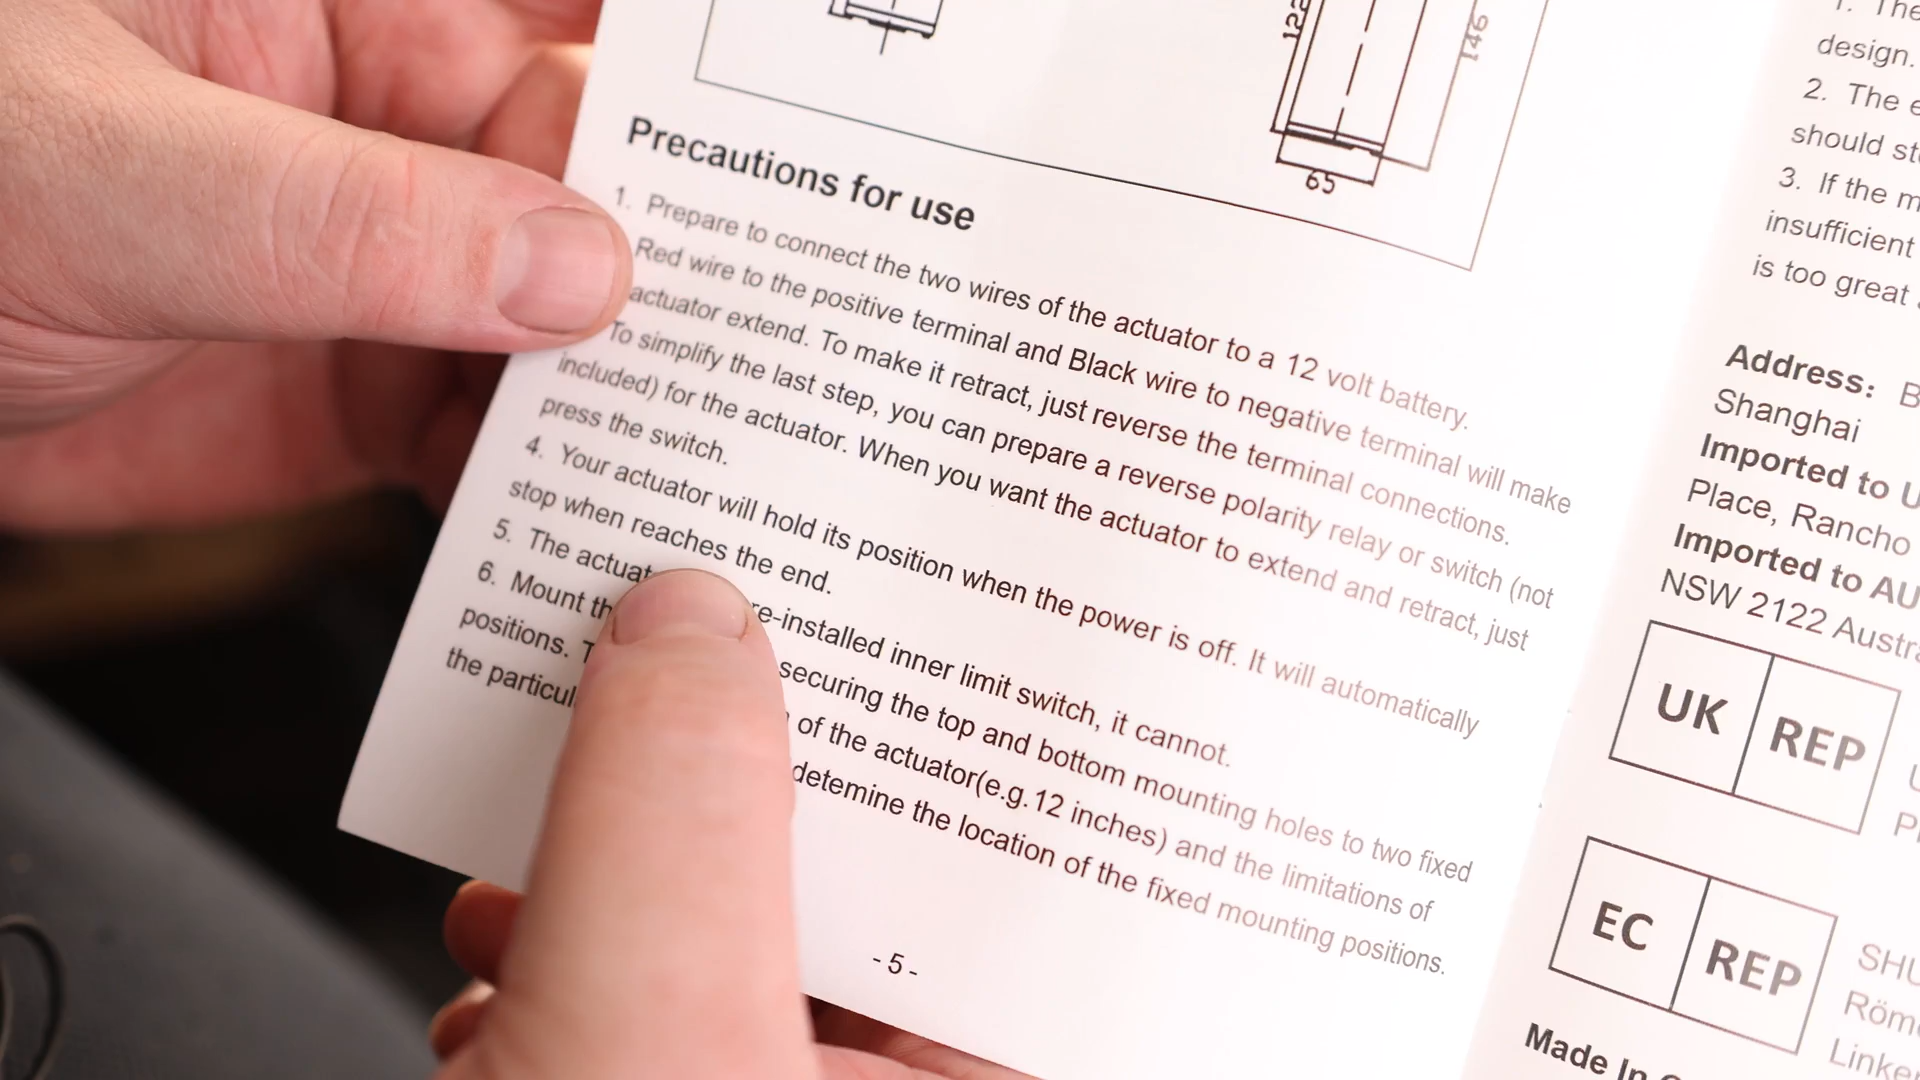 122
146
65
Precautions for use
1. Prepare to connect the two wires of the actuator to a 12 volt battery.
Red wire to the positive terminal and Black wire to negative terminal will make
actuator extend. To make it retract, just reverse the terminal connections.
To simplify the last step, you can prepare a reverse polarity relay or switch (not
included) for the actuator. When you want the actuator to extend and retract, just
press the switch.
4. Your actuator will hold its position when the power is off. It will automatically
stop when reaches the end.
5. The actuat re-installed inner limit switch, it cannot.
6. Mount th securing the top and bottom mounting holes to two fixed
positions. T of the actuator(e.g.12 inches) and the limitations of
the particul detemine the location of the fixed mounting positions.
- 5 -
1. The
design.
2. The e
should st
3. If the m
insufficient
is too great
Address: B
Shanghai
Imported to U
Place, Rancho
Imported to AU
NSW 2122 Austra
UK REP
EC REP
SHU
Röme
Linke
Made In